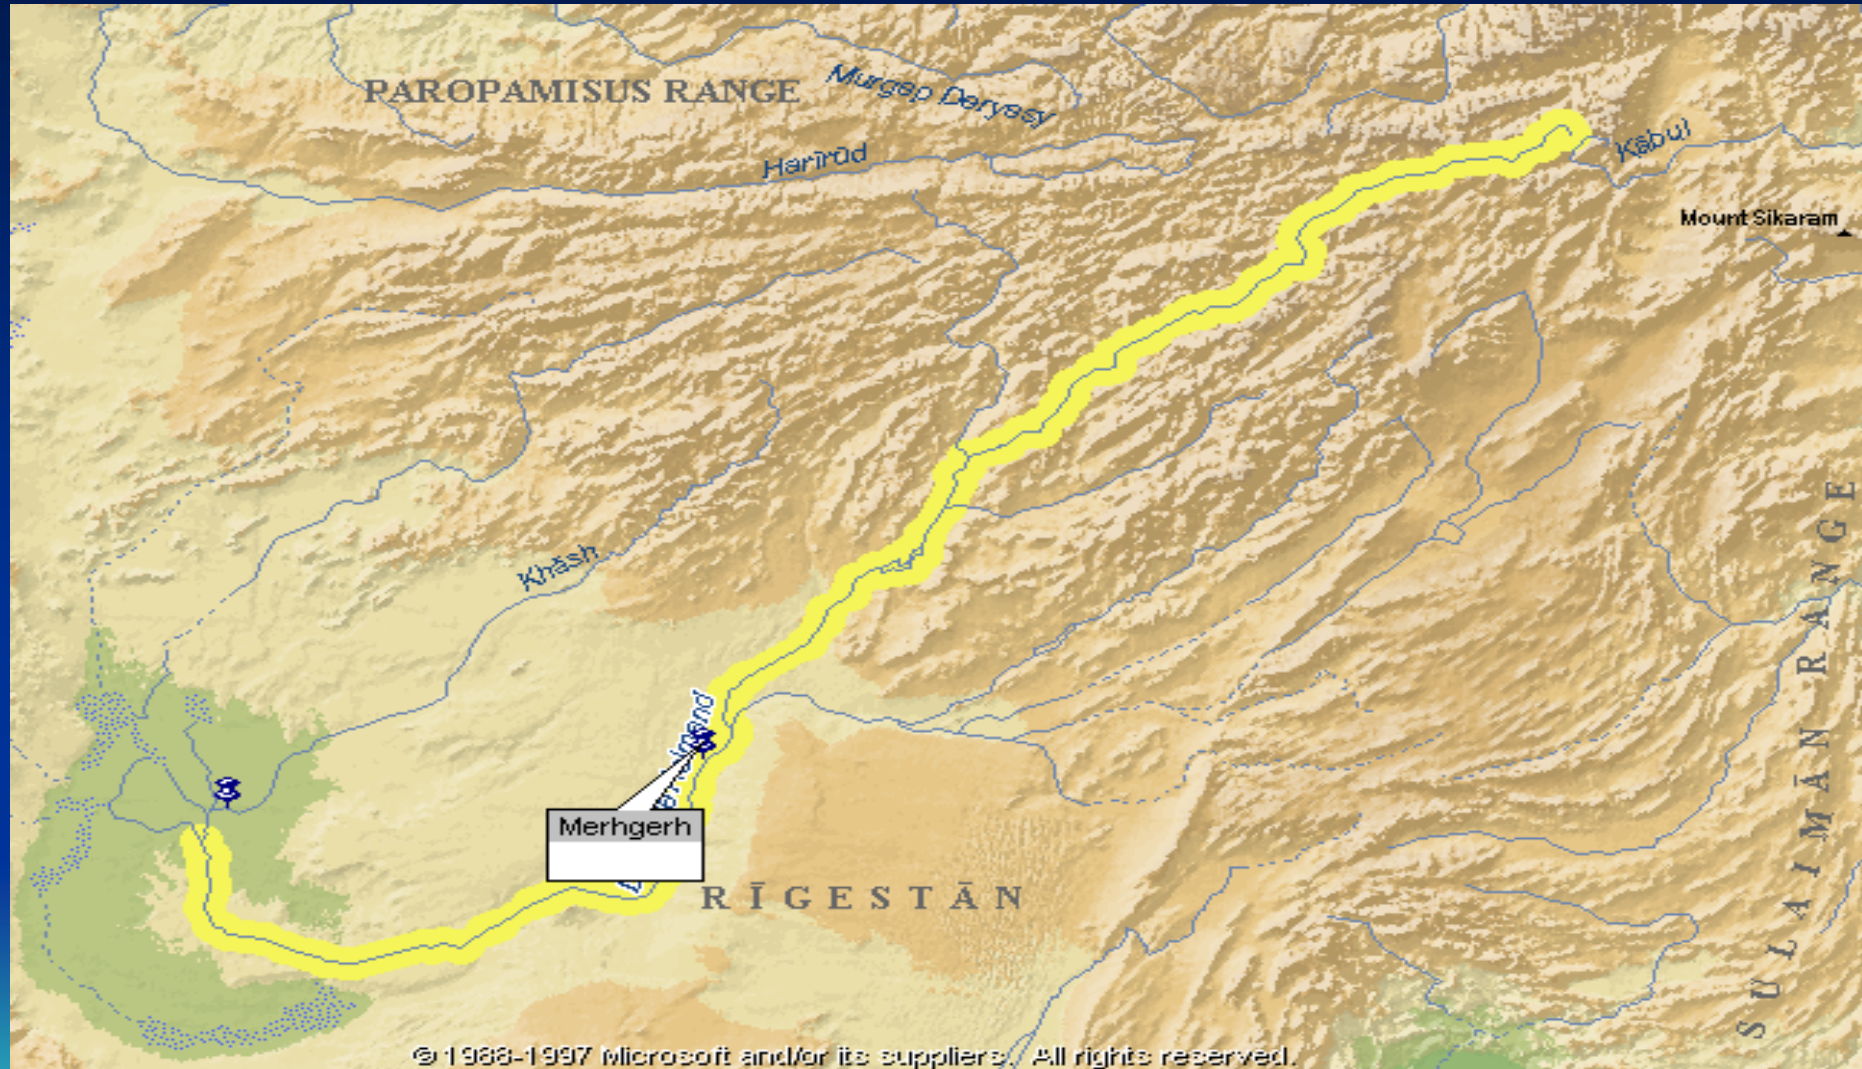 PAROPAMISUS RANGE
Murgap Deryasy
Harīrūd
Kābul
Mount Sikaram
Khāsh
Merhgerh
RĪGESTĀN
SULAIMĀN RANGE
© 1988-1997 Microsoft and/or its suppliers. All rights reserved.